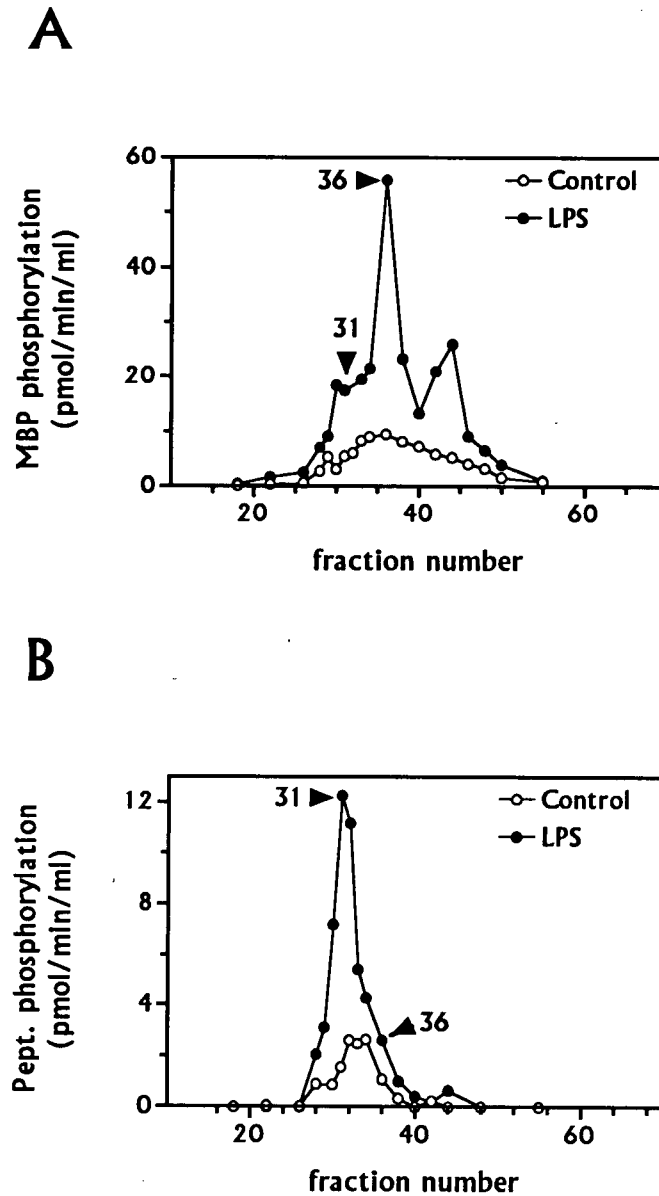 A
MBP phosphorylation
(pmol/min/ml)
60
40
20
0
36
31
Control
LPS
20
40
60
fraction number
B
Pept. phosphorylation
(pmol/min/ml)
12
8
4
0
31
36
Control
LPS
20
40
60
fraction number